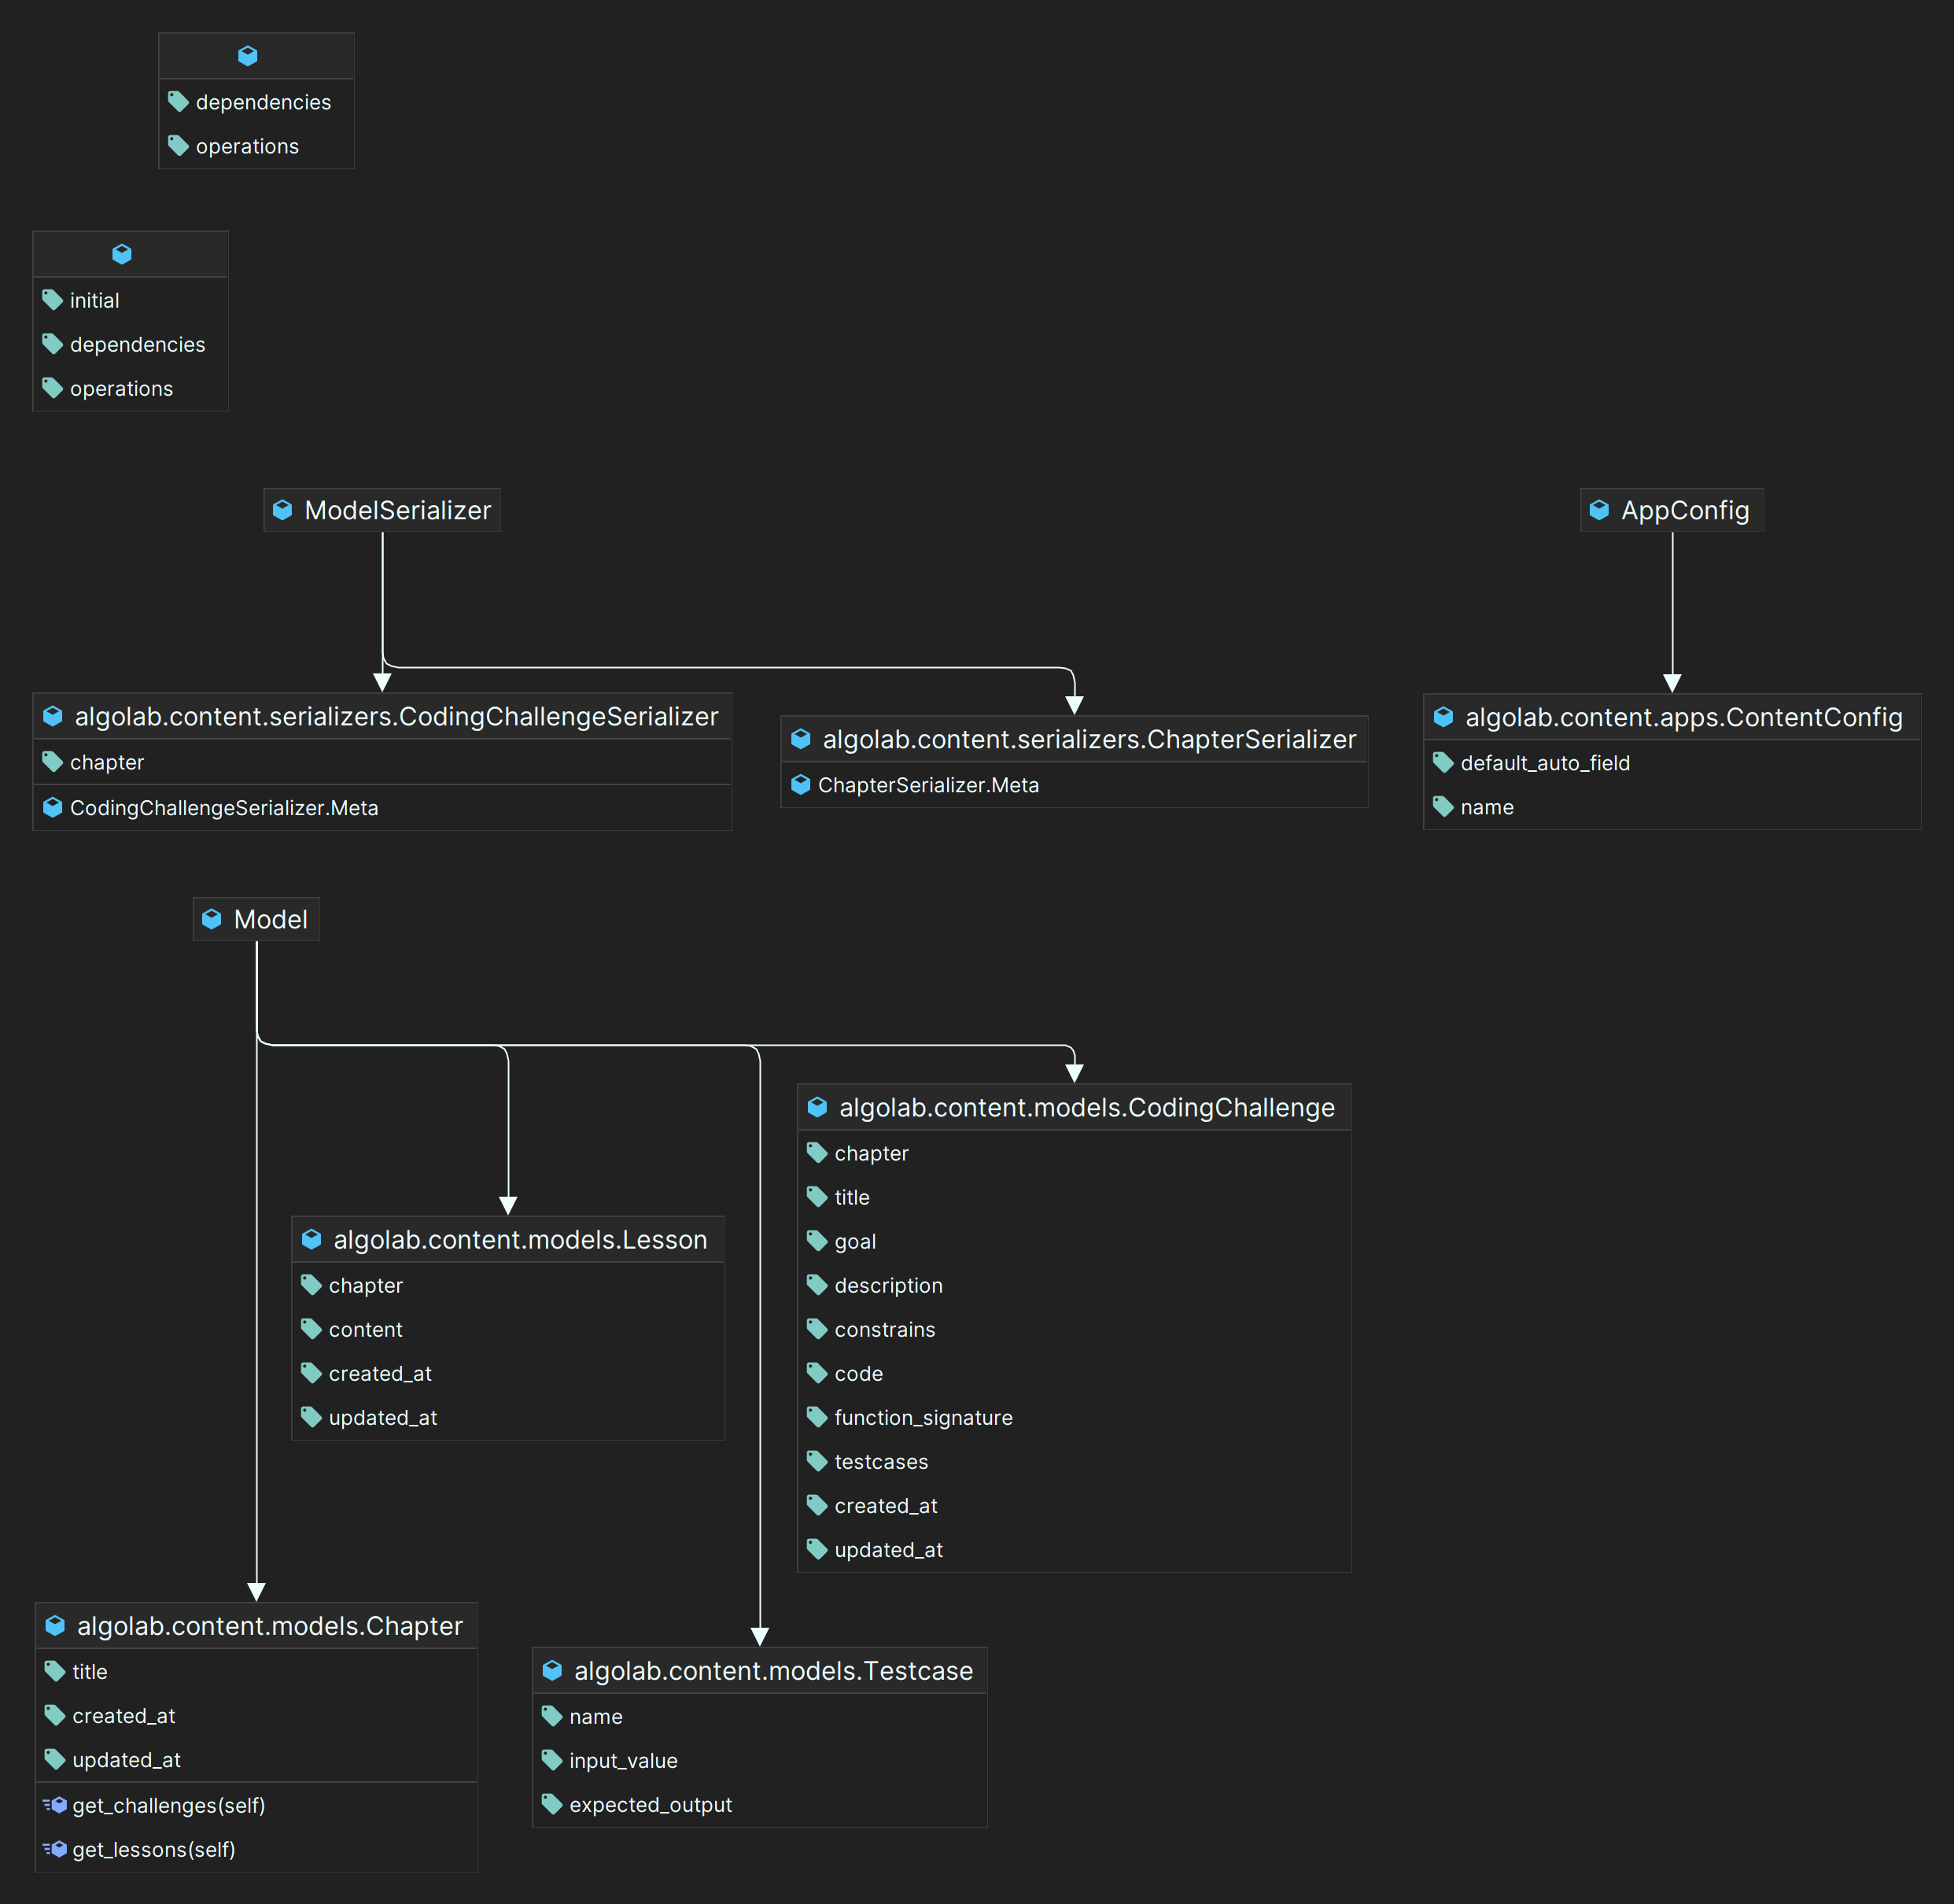 dependencies
operations
initial
dependencies
operations
ModelSerializer
AppConfig
algolab.content.serializers.CodingChallengeSerializer
chapter
CodingChallengeSerializer.Meta
algolab.content.serializers.ChapterSerializer
ChapterSerializer.Meta
algolab.content.apps.ContentConfig
default_auto_field
name
Model
algolab.content.models.CodingChallenge
chapter
title
goal
description
constrains
code
function_signature
testcases
created_at
updated_at
algolab.content.models.Lesson
chapter
content
created_at
updated_at
algolab.content.models.Chapter
title
created_at
updated_at
get_challenges(self)
get_lessons(self)
algolab.content.models.Testcase
name
input_value
expected_output